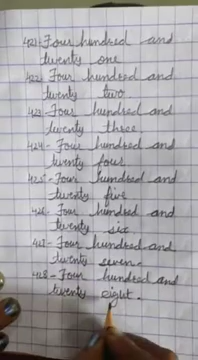 421-Four hundred and
twenty one
422-Four hundred and
twenty two
423-Four hundred and
twenty three
424-Four hundred and
twenty four
425-Four hundred and
twenty five
426-Four hundred and
twenty six
427-Four hundred and
twenty seven.
428-Four hundred and
twenty eight.